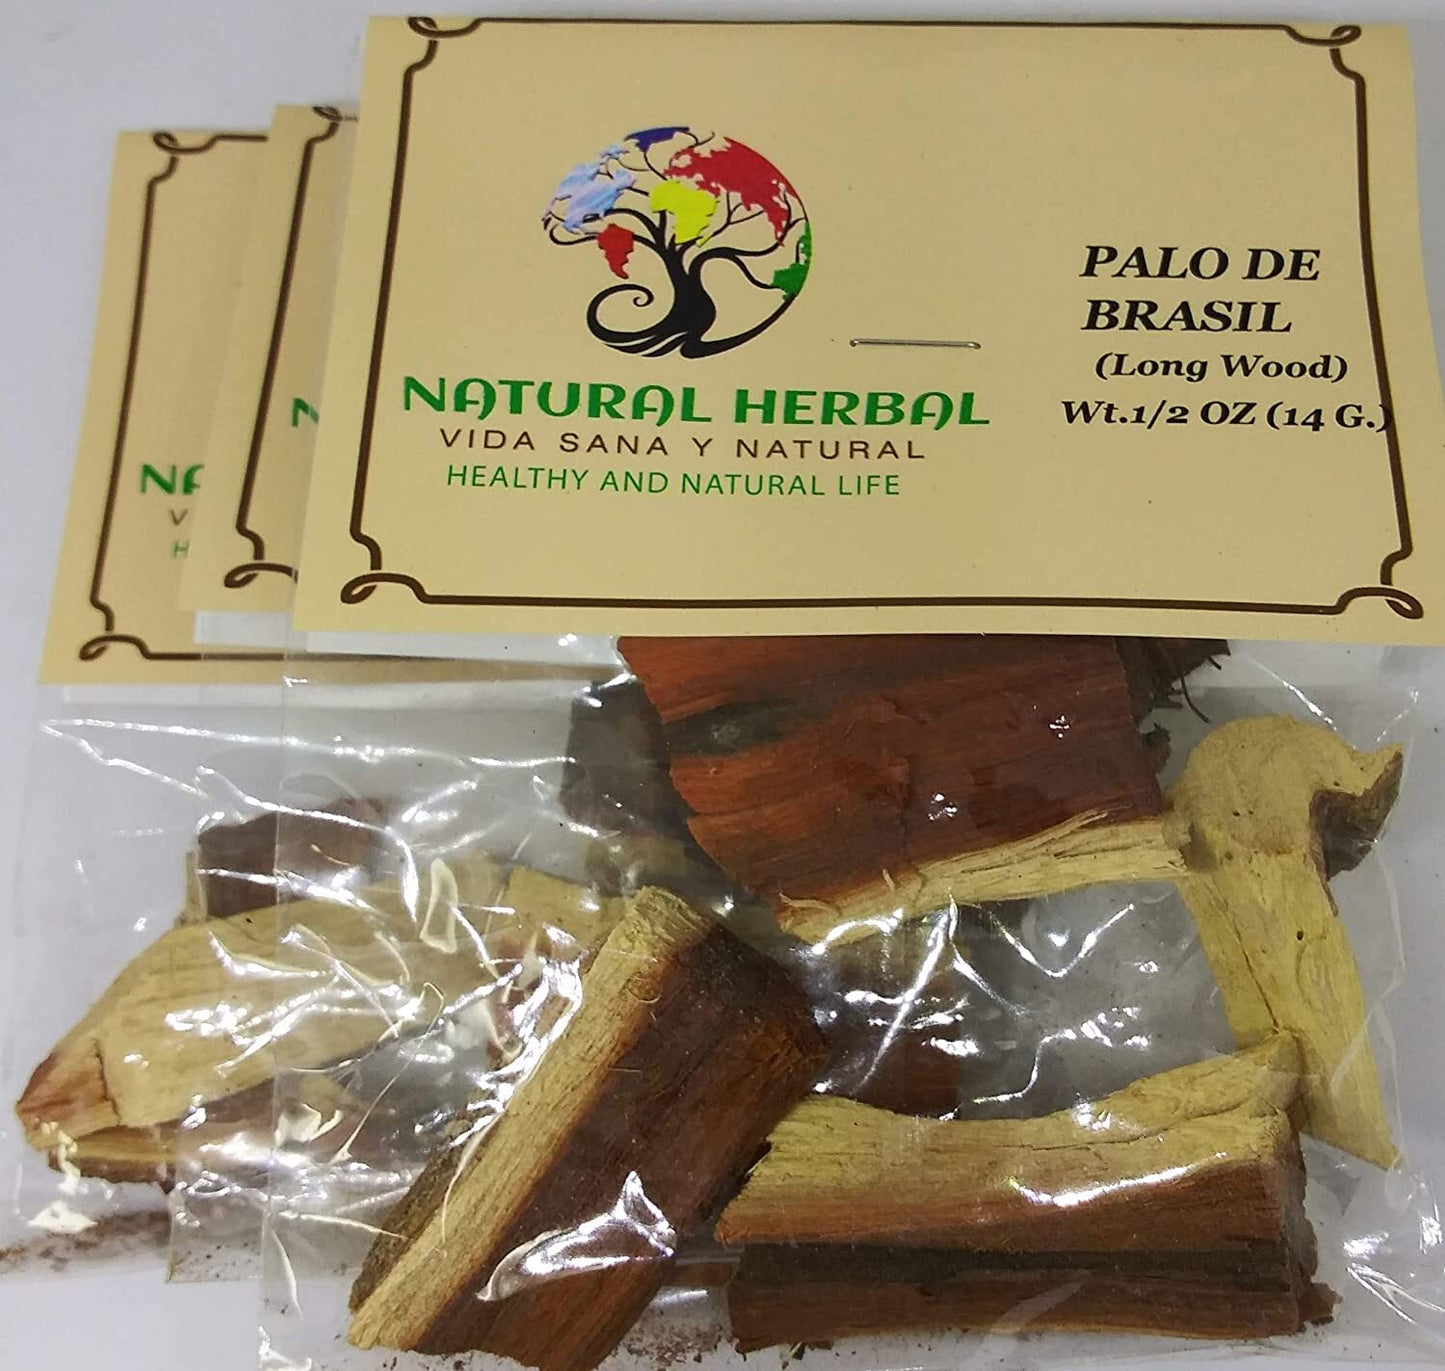 NATURAL HERBAL
VIDA SANA Y NATURAL
HEALTHY AND NATURAL LIFE
PALO DE
BRASIL
(Long Wood)
Wt.1/2 OZ (14 G.)